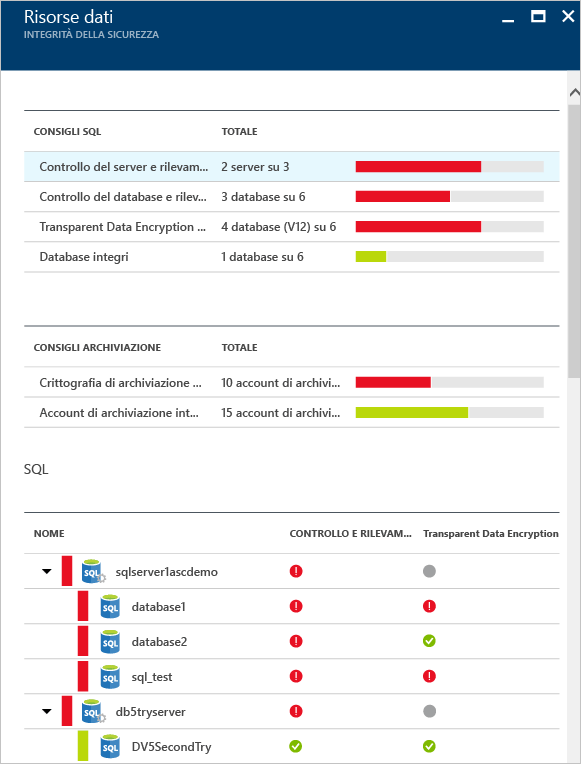 Risorse dati
INTEGRITÀ DELLA SICUREZZA
CONSIGLI SQL TOTALE
Controllo del server e rilevam... 2 server su 3
Controllo del database e rilev... 3 database su 6
Transparent Data Encryption ... 4 database (V12) su 6
Database integri 1 database su 6
CONSIGLI ARCHIVIAZIONE TOTALE
Crittografia di archiviazione ... 10 account di archivi...
Account di archiviazione int... 15 account di archivi...
SQL
NOME CONTROLLO E RILEVAM... Transparent Data Encryption
SQL sqlserver1ascdemo
SQL database1
SQL database2
SQL sql_test
SQL db5tryserver
SQL DV5SecondTry